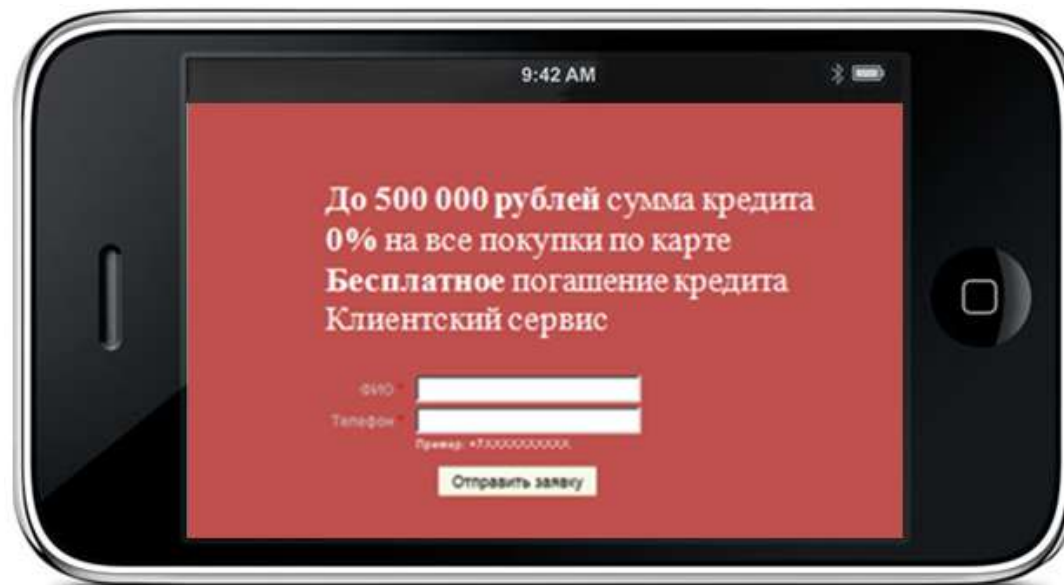 9:42 AM
До 500 000 рублей сумма кредита
0% на все покупки по карте
Бесплатное погашение кредита
Клиентский сервис
ФИО *
Телефон *
Пример: +7XXXXXXXXXX
Отправить заявку